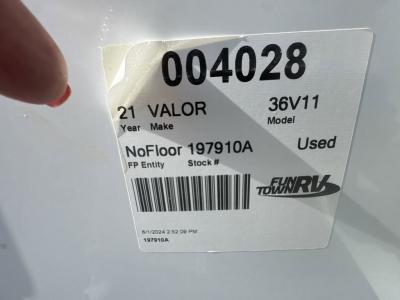 004028
21 VALOR 36V11
Year Make Model
NoFloor 197910A Used
FP Entity Stock #
FUN
TOWN RV
8/1/2024 2:52:09 PM
197910A